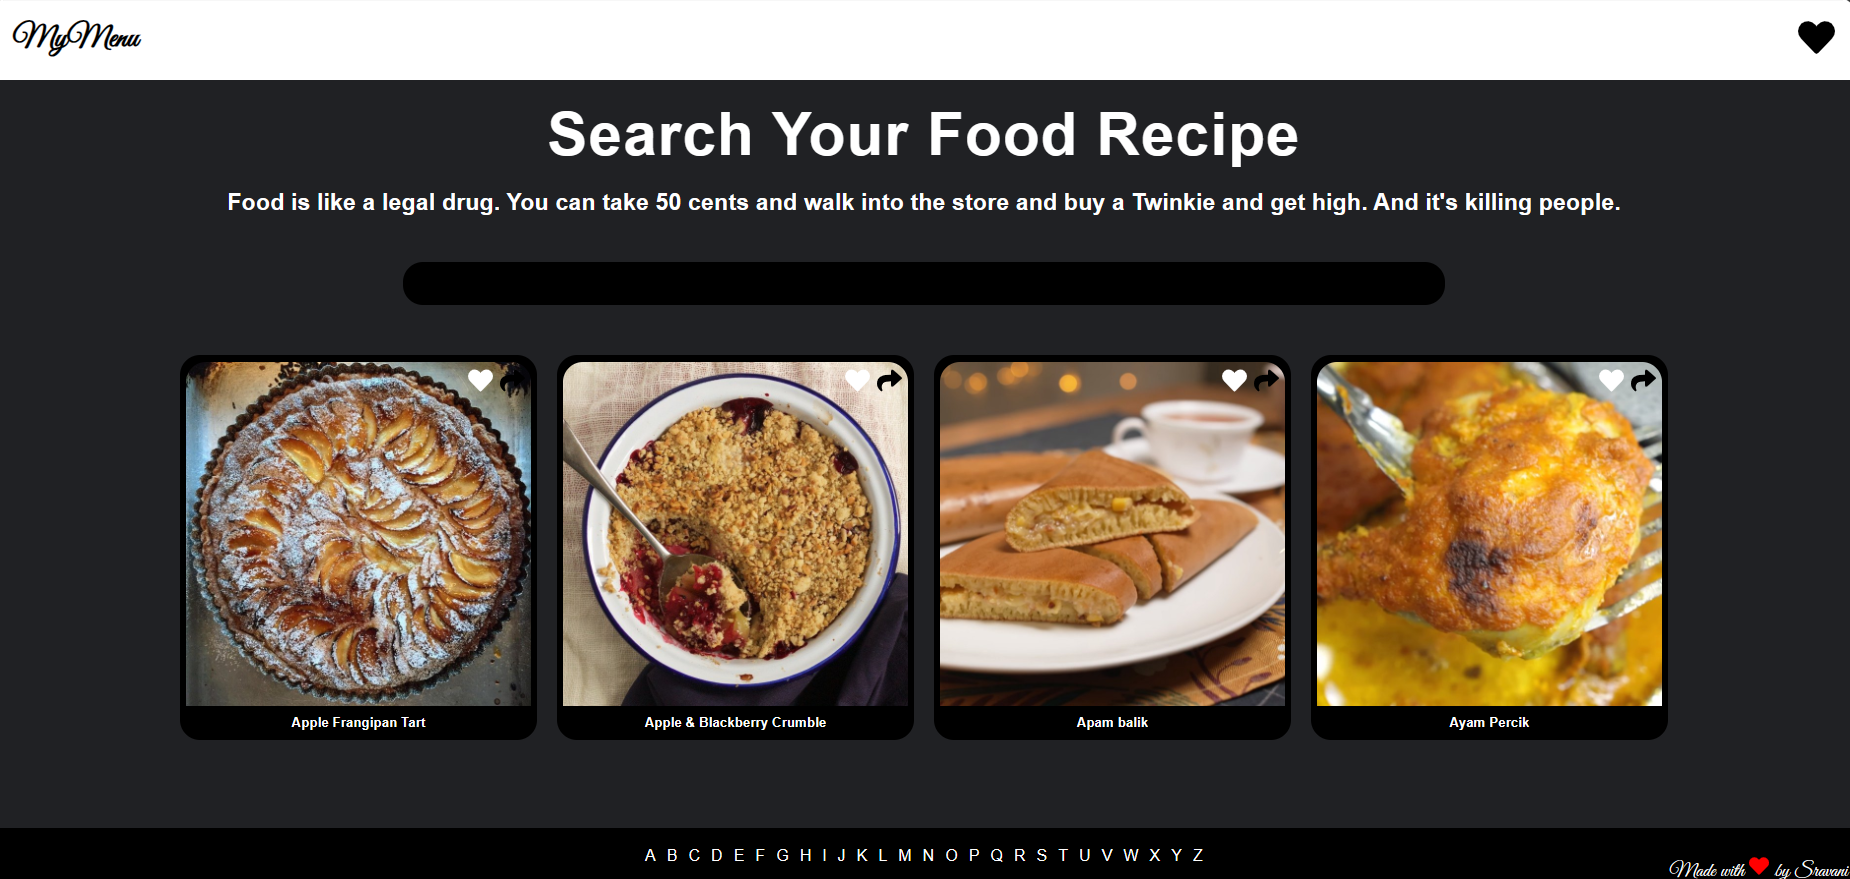 MyMenu
Search Your Food Recipe
Food is like a legal drug. You can take 50 cents and walk into the store and buy a Twinkie and get high. And it's killing people.
Apple Frangipan Tart
Apple & Blackberry Crumble
Apam balik
Ayam Percik
A B C D E F G H I J K L M N O P Q R S T U V W X Y Z
Made with ❤ by Sravani